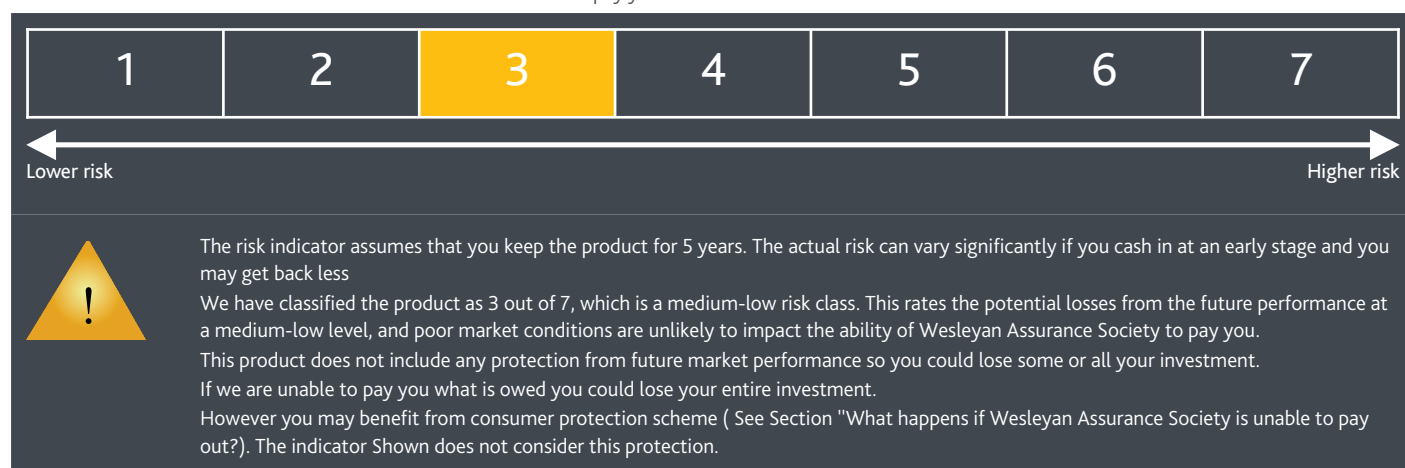 1 2 3 4 5 6 7
Lower risk Higher risk
!
The risk indicator assumes that you keep the product for 5 years. The actual risk can vary significantly if you cash in at an early stage and you
may get back less
We have classified the product as 3 out of 7, which is a medium-low risk class. This rates the potential losses from the future performance at
a medium-low level, and poor market conditions are unlikely to impact the ability of Wesleyan Assurance Society to pay you.
This product does not include any protection from future market performance so you could lose some or all your investment.
If we are unable to pay you what is owed you could lose your entire investment.
However you may benefit from consumer protection scheme ( See Section "What happens if Wesleyan Assurance Society is unable to pay
out?). The indicator Shown does not consider this protection.